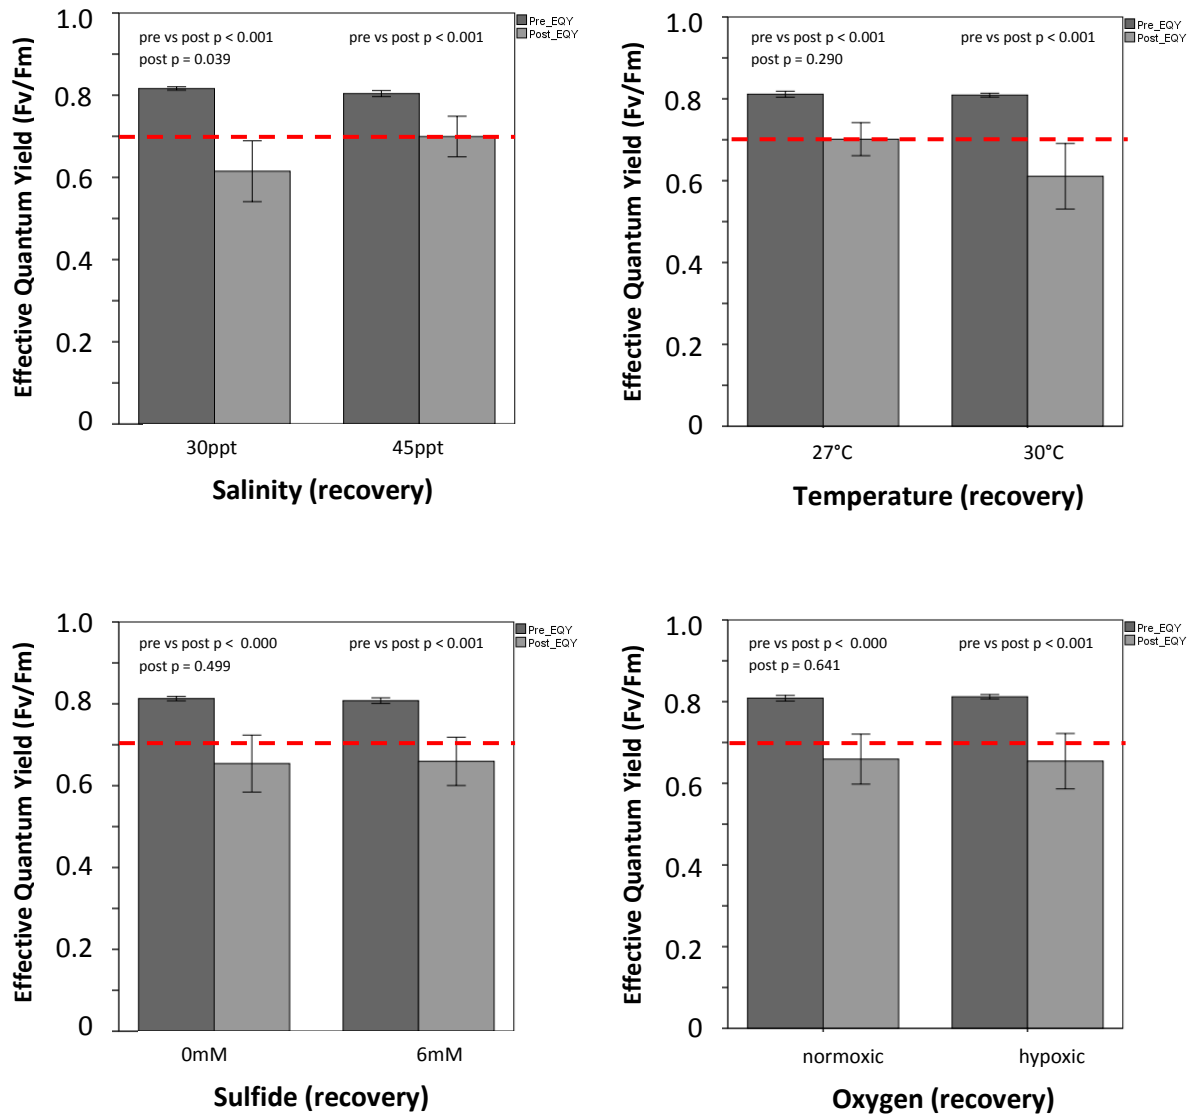 Effective Quantum Yield (Fv/Fm)
1.0
0.8
0.6
0.4
0.2
0
pre vs post p < 0.001
post p = 0.039
pre vs post p < 0.001
Pre_EQY
Post_EQY
30ppt
45ppt
Salinity (recovery)
Effective Quantum Yield (Fv/Fm)
1.0
0.8
0.6
0.4
0.2
0
pre vs post p < 0.001
post p = 0.290
pre vs post p < 0.001
Pre_EQY
Post_EQY
27°C
30°C
Temperature (recovery)
Effective Quantum Yield (Fv/Fm)
1.0
0.8
0.6
0.4
0.2
0
pre vs post p < 0.000
post p = 0.499
pre vs post p < 0.001
Pre_EQY
Post_EQY
0mM
6mM
Sulfide (recovery)
Effective Quantum Yield (Fv/Fm)
1.0
0.8
0.6
0.4
0.2
0
pre vs post p < 0.000
post p = 0.641
pre vs post p < 0.001
Pre_EQY
Post_EQY
normoxic
hypoxic
Oxygen (recovery)